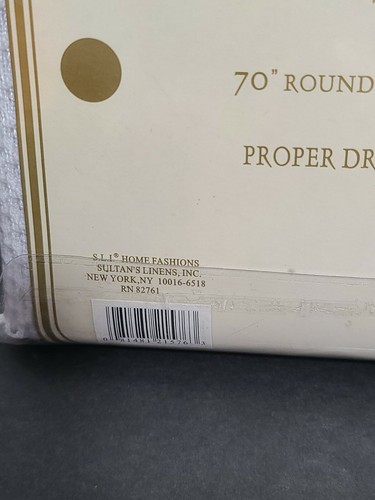 70" ROUND
PROPER DR
S.L.I.® HOME FASHIONS
SULTAN'S LINENS, INC.
NEW YORK,NY 10016-6518
RN 82761